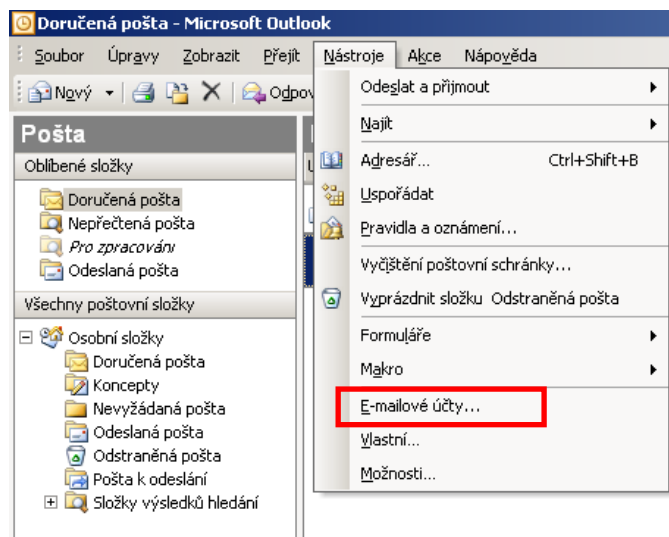 Doručená pošta - Microsoft Outlook
Soubor Úpravy Zobrazit Přejít Nástroje Akce Nápověda
Nový
Pošta
Oblíbené složky
Doručená pošta
Nepřečtená pošta
Pro zpracování
Odeslaná pošta
Všechny poštovní složky
Osobní složky
Doručená pošta
Koncepty
Nevyžádaná pošta
Odeslaná pošta
Odstraněná pošta
Pošta k odeslání
Složky výsledků hledání
Odeslat a přijmout
Najít
Adresář... Ctrl+Shift+B
Uspořádat
Pravidla a oznámení...
Vyčištění poštovní schránky...
Vyprázdnit složku Odstraněná pošta
Formuláře
Makro
E-mailové účty...
Vlastní...
Možnosti...